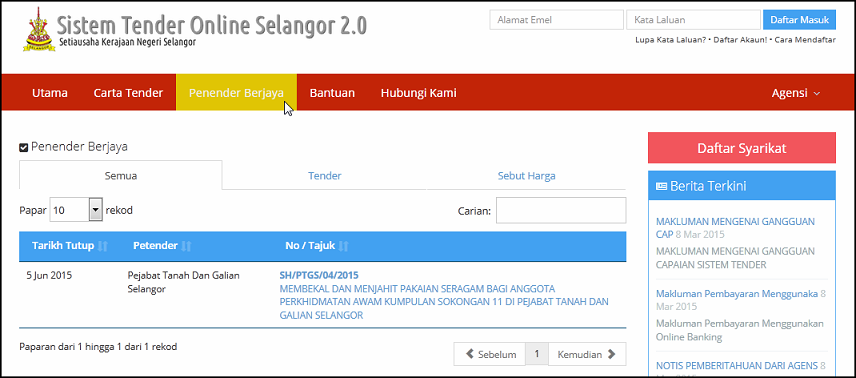 Sistem Tender Online Selangor 2.0
Setiausaha Kerajaan Negeri Selangor
Alamat Emel
Kata Laluan
Daftar Masuk
Lupa Kata Laluan? • Daftar Akaun! • Cara Mendaftar
Utama
Carta Tender
Penender Berjaya
Bantuan
Hubungi Kami
Agensi
Penender Berjaya
Semua
Tender
Sebut Harga
Papar 10 rekod
Carian:
Tarikh Tutup
Petender
No / Tajuk
5 Jun 2015
Pejabat Tanah Dan Galian
Selangor
SH/PTGS/04/2015
MEMBEKAL DAN MENJAHIT PAKAIAN SERAGAM BAGI ANGGOTA
PERKHIDMATAN AWAM KUMPULAN SOKONGAN 11 DI PEJABAT TANAH DAN
GALIAN SELANGOR
Paparan dari 1 hingga 1 dari 1 rekod
Sebelum
1
Kemudian
Daftar Syarikat
Berita Terkini
MAKLUMAN MENGENAI GANGGUAN
CAP 8 Mar 2015
MAKLUMAN MENGENAI GANGGUAN
CAPAIAN SISTEM TENDER
Makluman Pembayaran Menggunaka 8
Mar 2015
Makluman Pembayaran Menggunakan
Online Banking
NOTIS PEMBERITAHUAN DARI AGENS 8